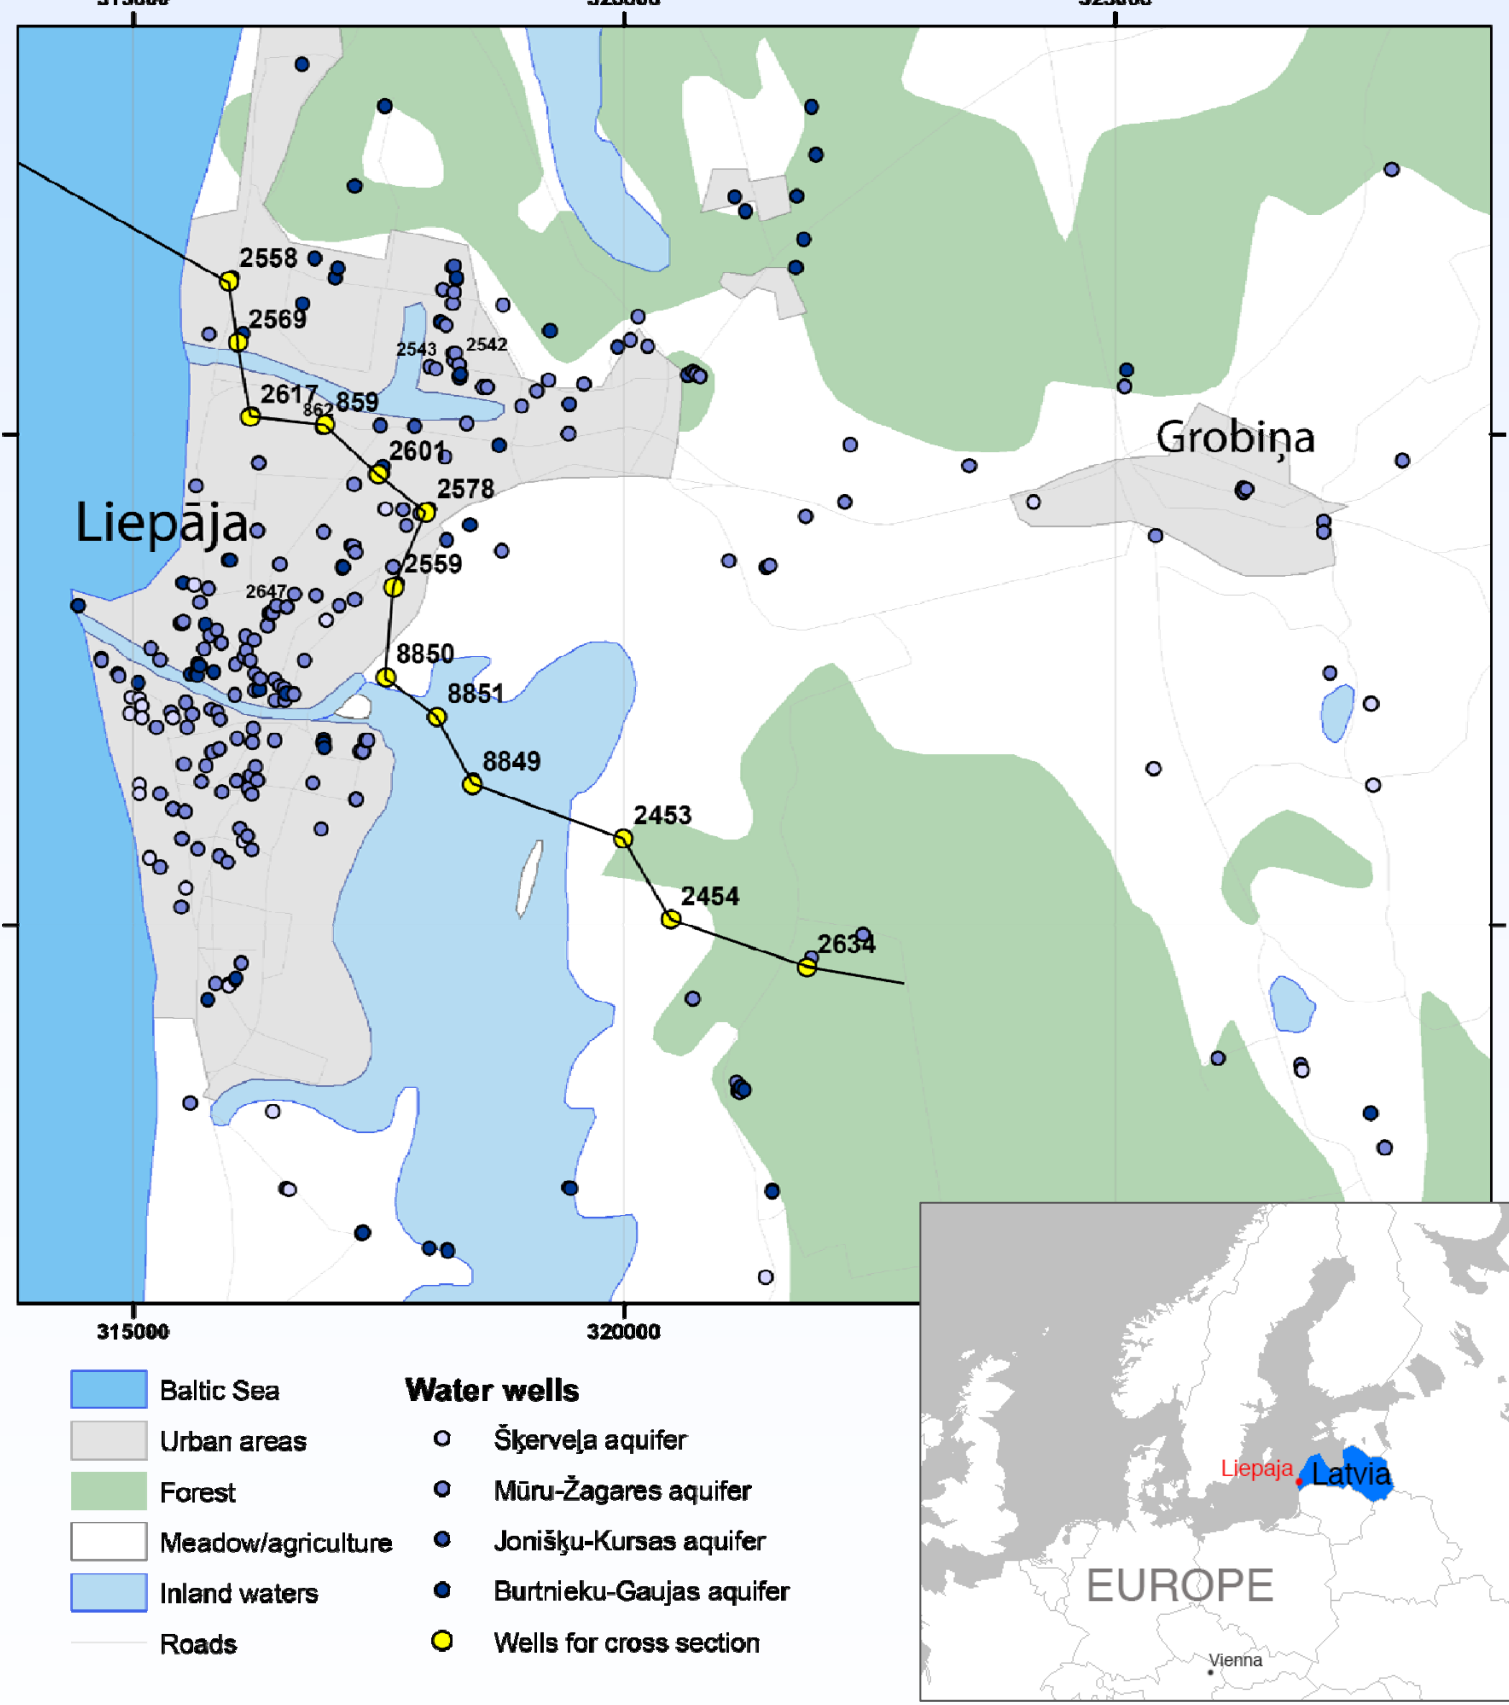 2558
2569
2543
2542
2617
862
859
2601
Grobiņa
2578
Liepāja
2559
2647
8850
8851
8849
2453
2454
2634
315000
320000
Baltic Sea
Urban areas
Forest
Meadow/agriculture
Inland waters
Roads
Water wells
Šķerveļa aquifer
Mūru-Žagares aquifer
Jonišķu-Kursas aquifer
Burtnieku-Gaujas aquifer
Wells for cross section
Liepaja
Latvia
EUROPE
Vienna